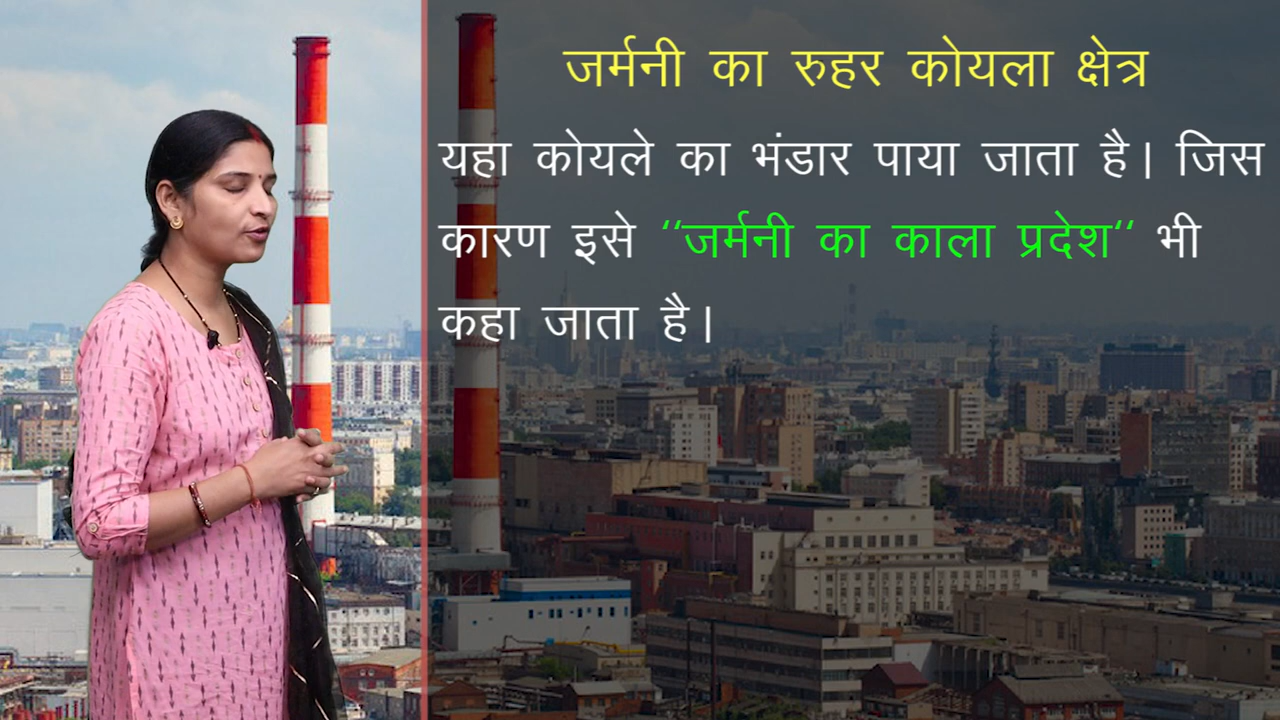 जर्मनी का रुहर कोयला क्षेत्र
यहा कोयले का भंडार पाया जाता है। जिस
कारण इसे ‘‘जर्मनी का काला प्रदेश‘‘ भी
कहा जाता है।